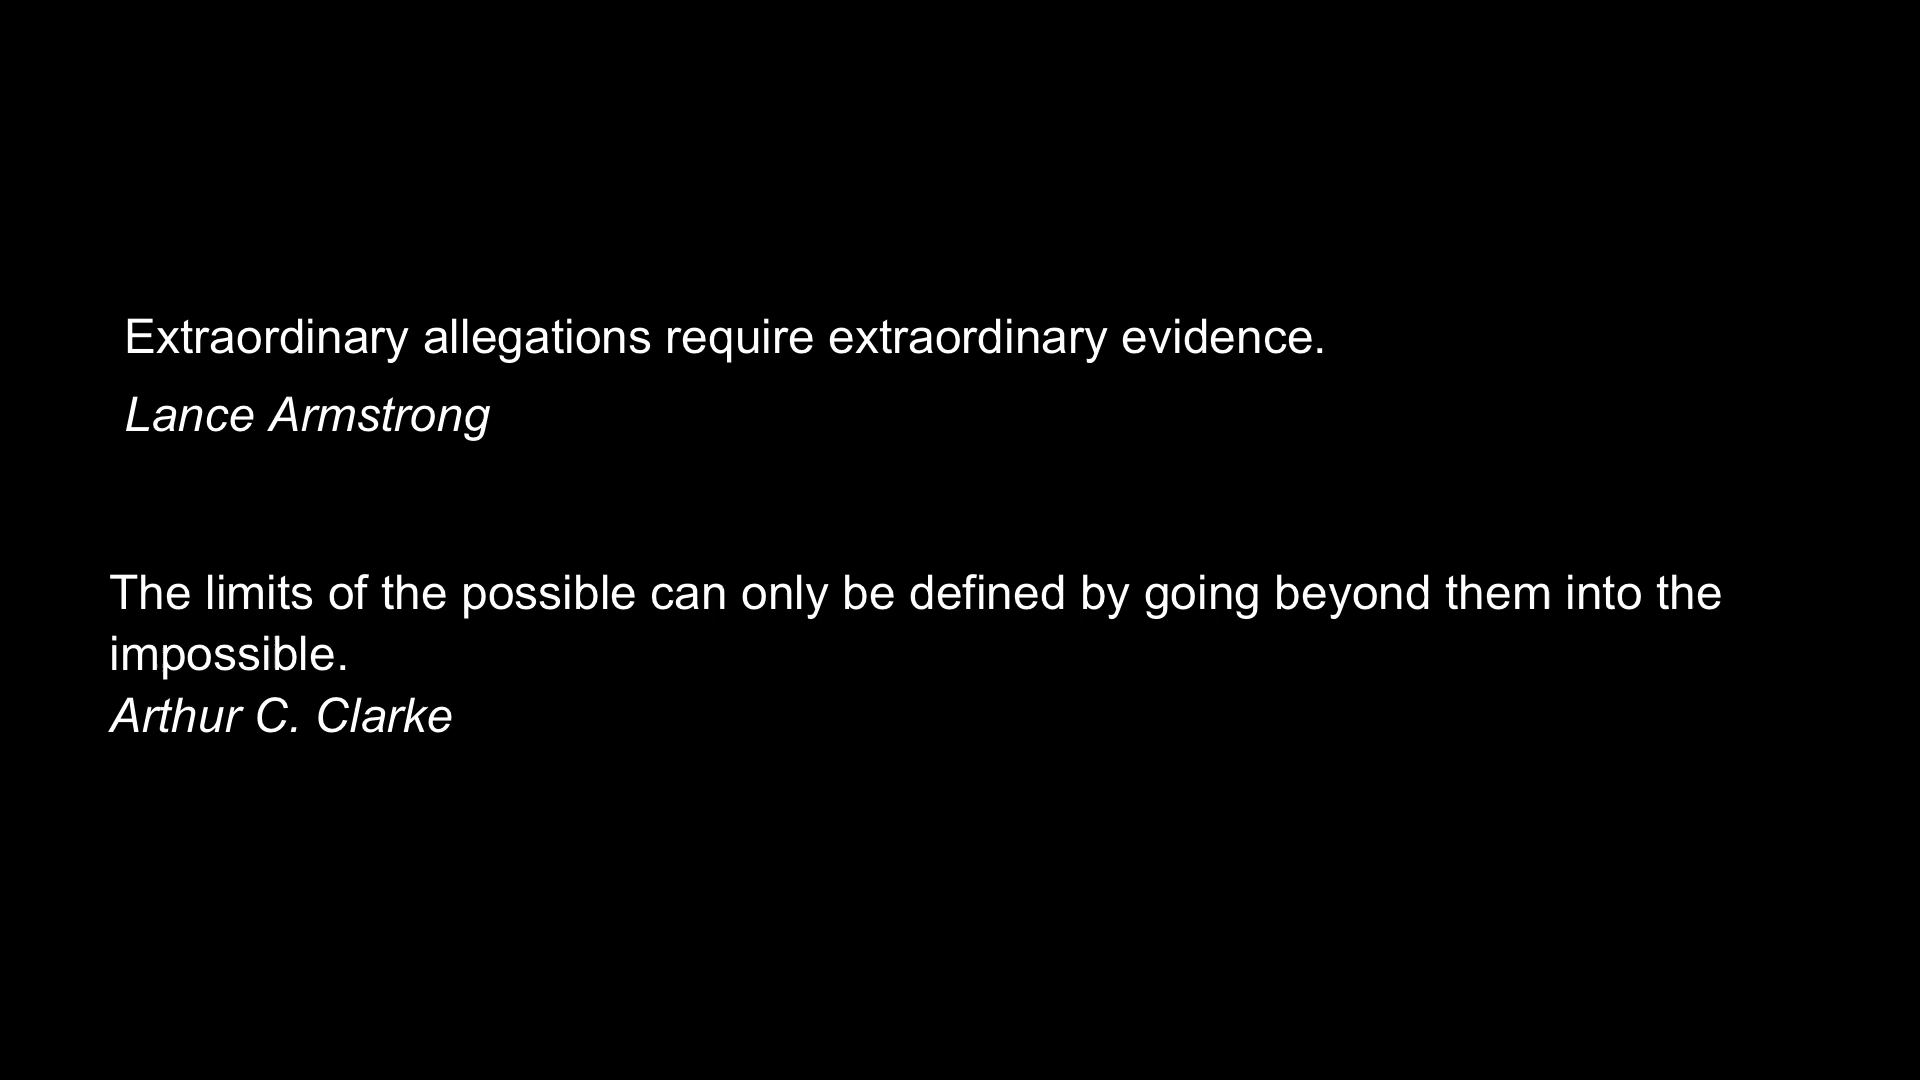 Extraordinary allegations require extraordinary evidence.
Lance Armstrong
The limits of the possible can only be defined by going beyond them into the
impossible.
Arthur C. Clarke